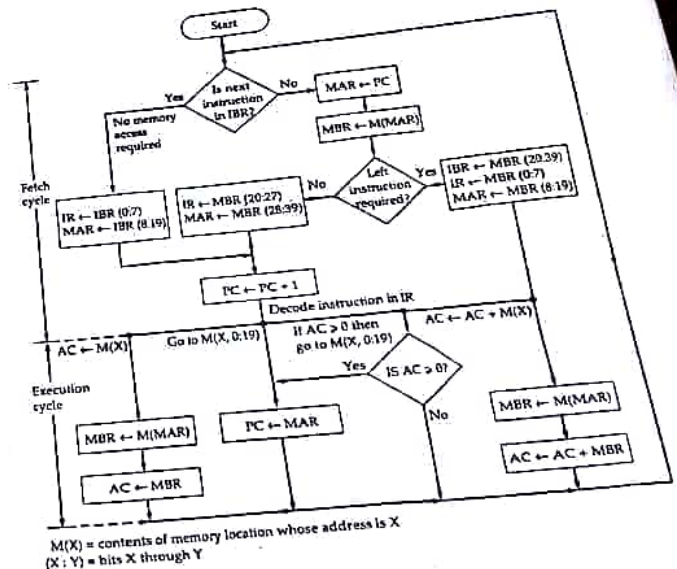 Start
Is next
instruction
in IBR?
Yes
No
MAR ← PC
MBR ← M(MAR)
No memory
access
required
Fetch
cycle
Left
instruction
required?
No
Yes
IBR ← MBR (20:39)
IR ← MBR (0:7)
MAR ← MBR (8:19)
IR ← IBR (0:7)
MAR ← IBR (8:19)
IR ← MBR (20:27)
MAR ← MBR (28:39)
PC ← PC + 1
Decode instruction in IR
AC ← M(X)
Go to M(X, 0:19)
If AC ≥ 0 then
go to M(X, 0:19)
AC ← AC + M(X)
Execution
cycle
Yes
IS AC ≥ 0?
No
MBR ← M(MAR)
AC ← MBR
PC ← MAR
MBR ← M(MAR)
AC ← AC + MBR
M(X) = contents of memory location whose address is X
(X : Y) = bits X through Y